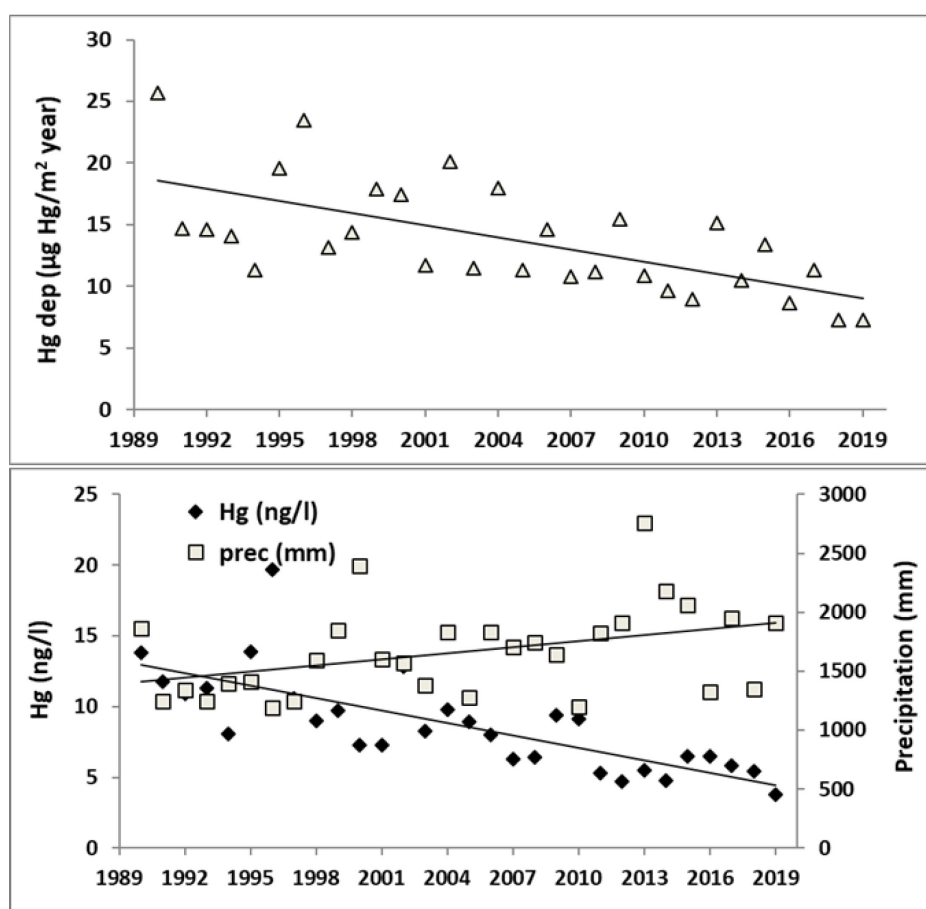 30
25
20
15
10
5
0
Hg dep (µg Hg/m² year)
1989 1992 1995 1998 2001 2004 2007 2010 2013 2016 2019
25
20
15
10
5
0
Hg (ng/l)
Hg (ng/l)
prec (mm)
3000
2500
2000
1500
1000
500
0
Precipitation (mm)
1989 1992 1995 1998 2001 2004 2007 2010 2013 2016 2019